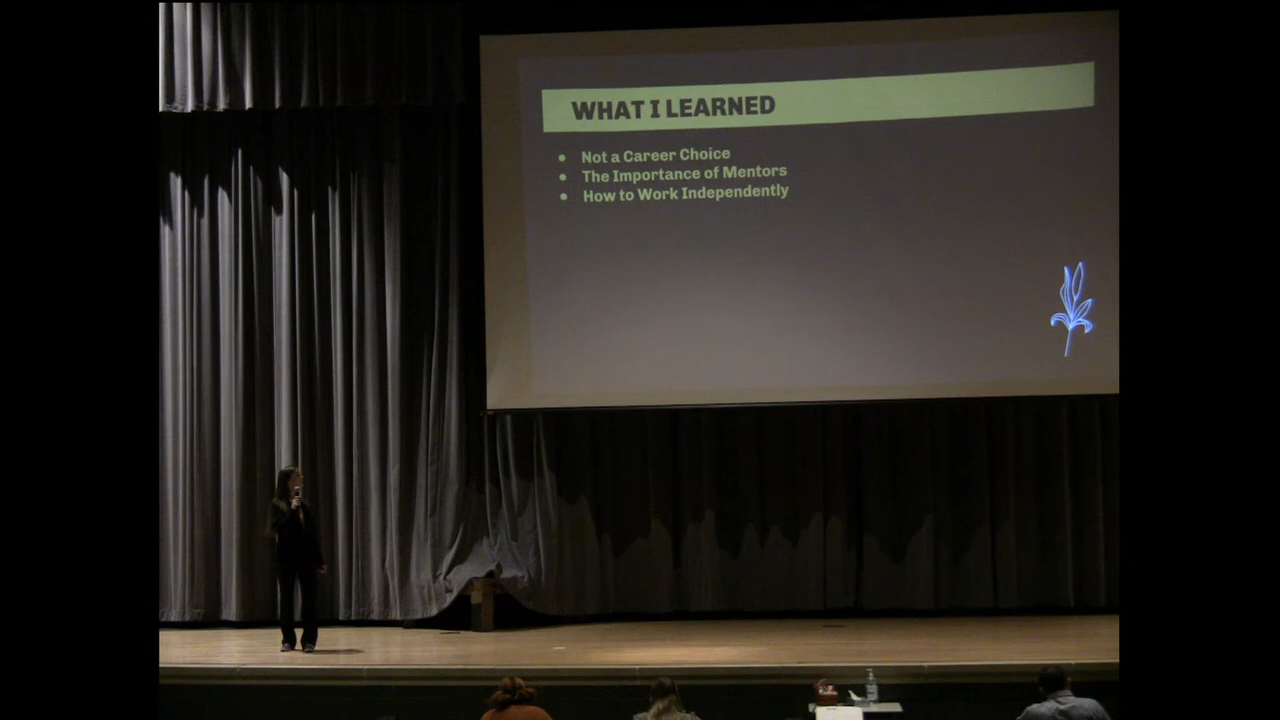 WHAT I LEARNED
● Not a Career Choice
● The Importance of Mentors
● How to Work Independently